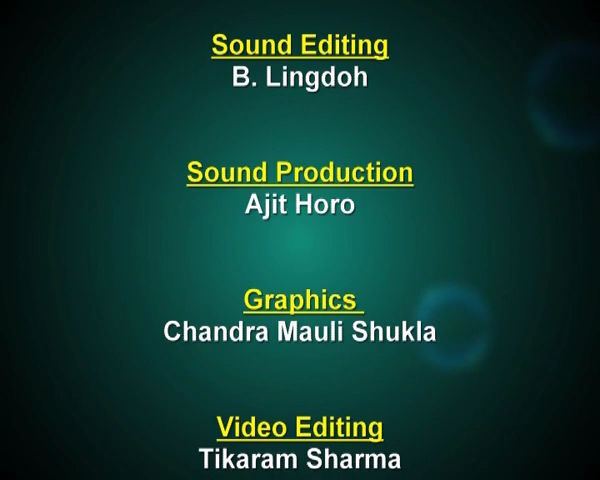 Sound Editing
B. Lingdoh
Sound Production
Ajit Horo
Graphics
Chandra Mauli Shukla
Video Editing
Tikaram Sharma